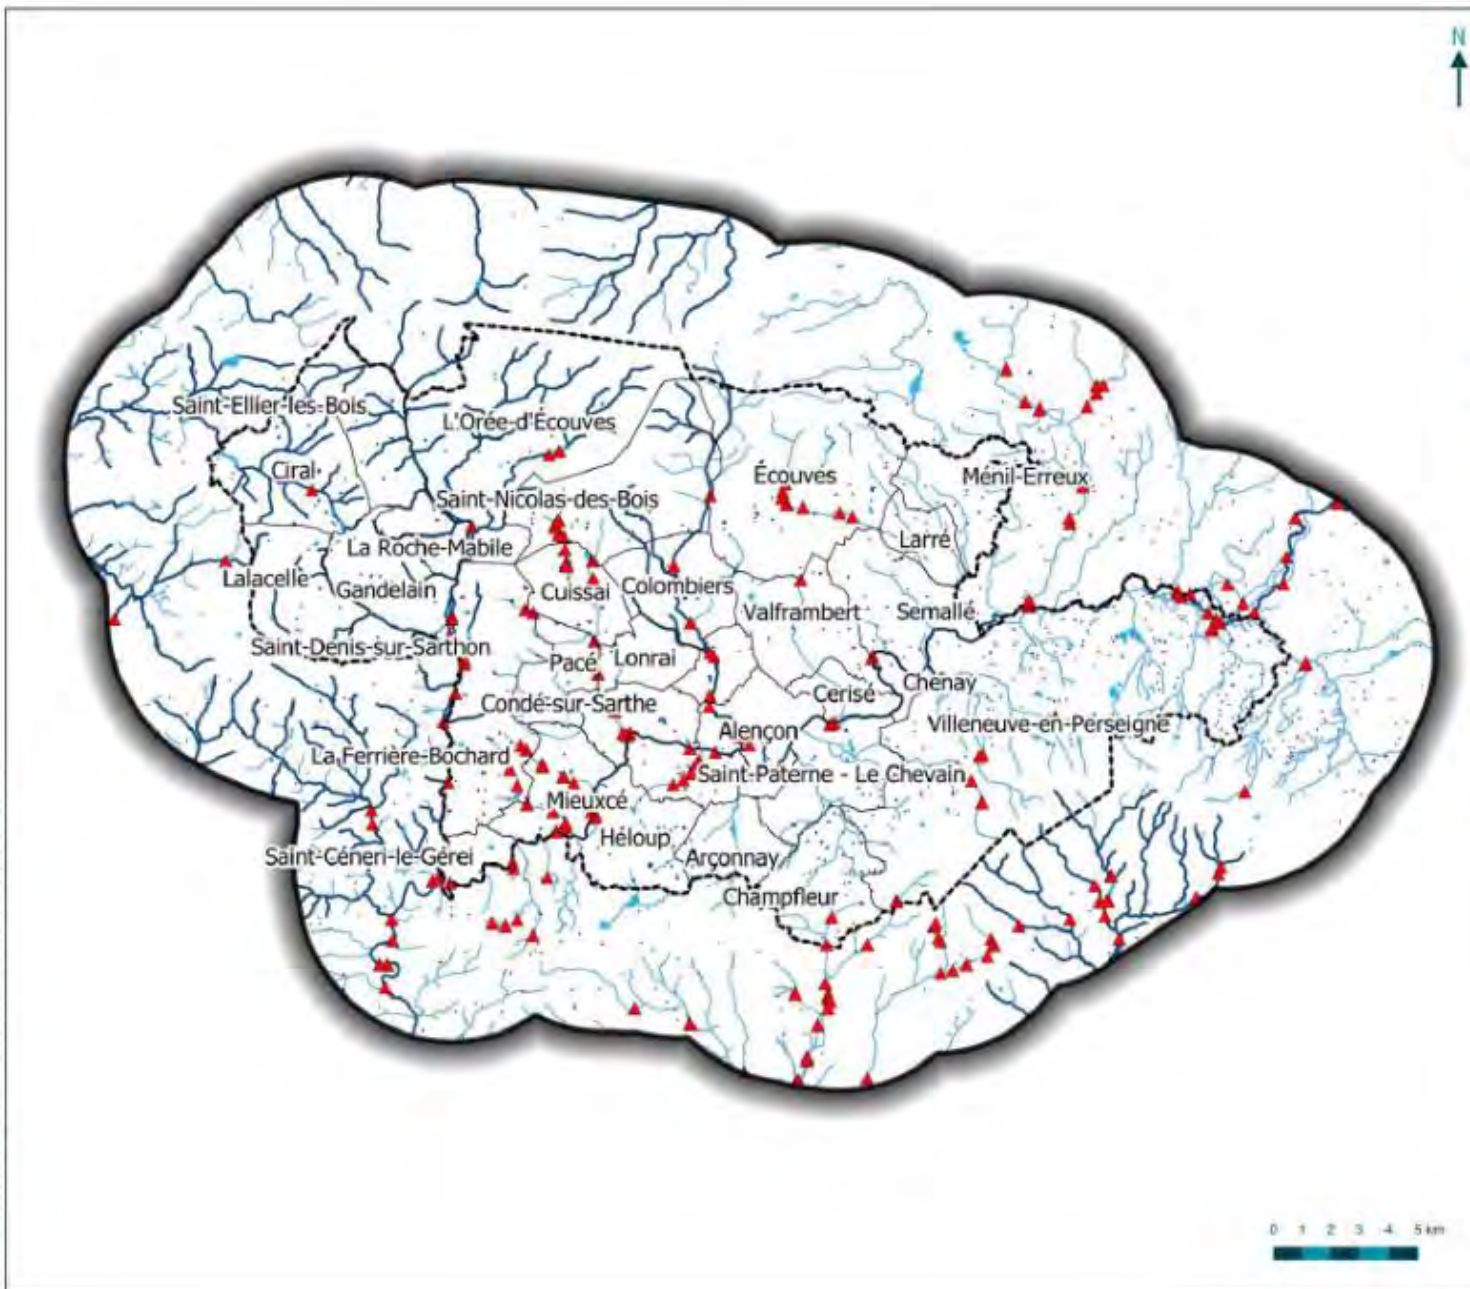 N
Saint-Ellier-les-Bois
L'Orée-d'Écouves
Ciral
Écouves
Ménil-Erreux
Saint-Nicolas-des-Bois
La Roche-Mabile
Larré
Lalacelle
Gandelain
Cuissai
Colombiers
Valframbert
Semallé
Saint-Denis-sur-Sarthon
Pacé
Lonrai
Chenay
Cerisé
Condé-sur-Sarthe
Alençon
Villeneuve-en-Perseigne
La Ferrière-Bochard
Saint-Paterne - Le Chevain
Mieuxcé
Héloup
Saint-Céneri-le-Gérei
Arçonnay
Champfleur
0 1 2 3 4 5 km